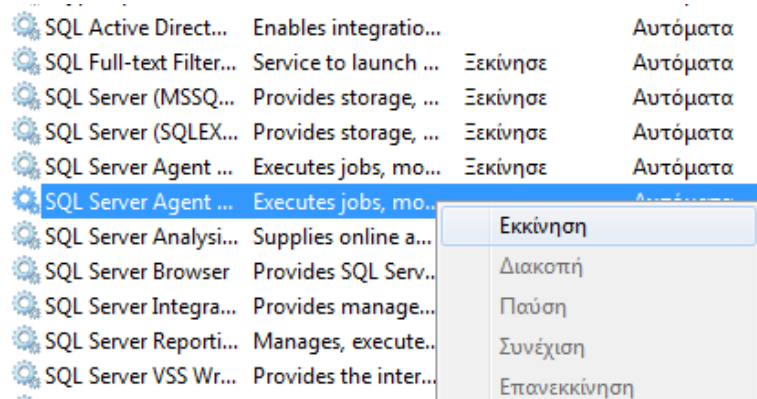 SQL Active Direct... Enables integratio... Αυτόματα
SQL Full-text Filter... Service to launch ... Ξεκίνησε Αυτόματα
SQL Server (MSSQ... Provides storage, ... Ξεκίνησε Αυτόματα
SQL Server (SQLEX... Provides storage, ... Ξεκίνησε Αυτόματα
SQL Server Agent ... Executes jobs, mo... Ξεκίνησε Αυτόματα
SQL Server Agent ... Executes jobs, mo...
SQL Server Analysi... Supplies online a...
SQL Server Browser Provides SQL Serv...
SQL Server Integra... Provides manage...
SQL Server Reporti... Manages, execute...
SQL Server VSS Wr... Provides the inter...
Εκκίνηση
Διακοπή
Παύση
Συνέχιση
Επανεκκίνηση